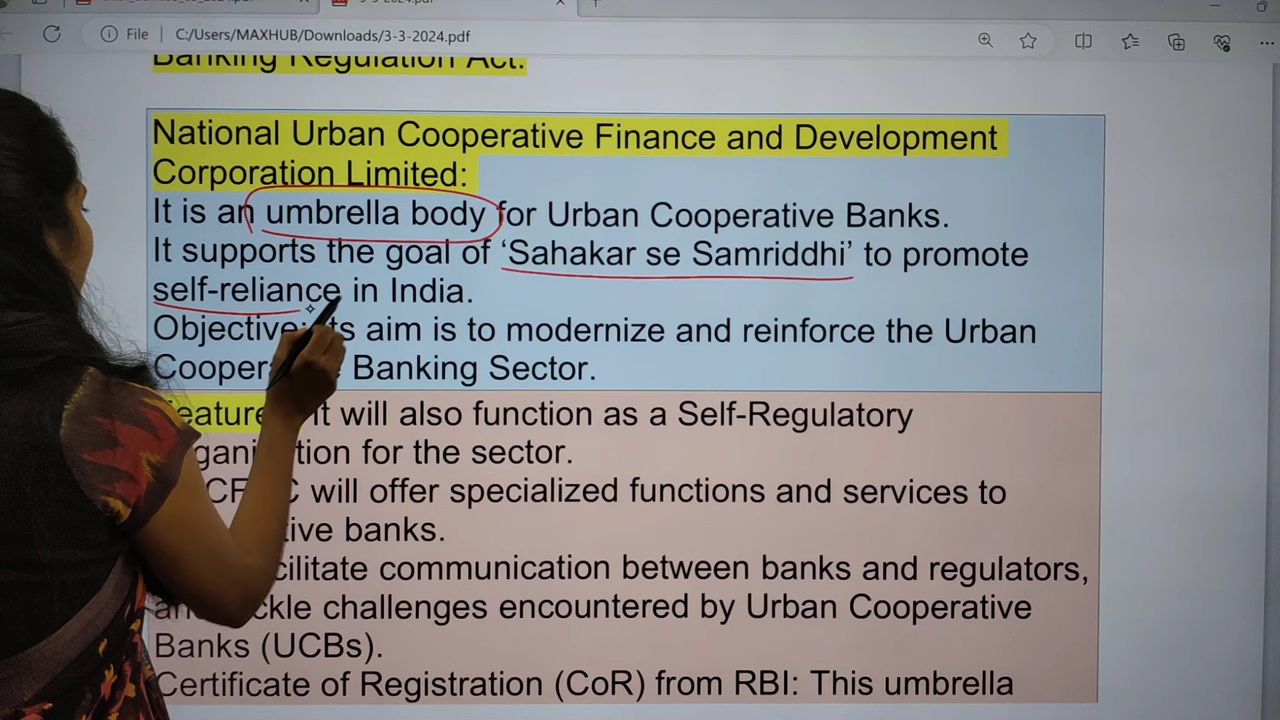 3-3-2024.pdf
File | C:/Users/MAXHUB/Downloads/3-3-2024.pdf
Banking Regulation Act.
National Urban Cooperative Finance and Development
Corporation Limited:
It is an umbrella body for Urban Cooperative Banks.
It supports the goal of ‘Sahakar se Samriddhi’ to promote
self-reliance in India.
Objective: aim is to modernize and reinforce the Urban
Banking Sector.
It will also function as a Self-Regulatory
for the sector.
will offer specialized functions and services to
banks.
communication between banks and regulators,
challenges encountered by Urban Cooperative
Banks (UCBs).
Certificate of Registration (CoR) from RBI: This umbrella